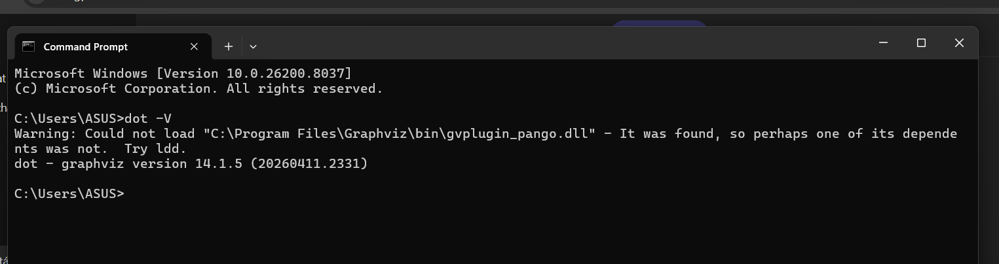 Command Prompt
Microsoft Windows [Version 10.0.26200.8037]
(c) Microsoft Corporation. All rights reserved.
C:\Users\ASUS>dot -V
Warning: Could not load "C:\Program Files\Graphviz\bin\gvplugin_pango.dll" - It was found, so perhaps one of its depende
nts was not.  Try ldd.
dot - graphviz version 14.1.5 (20260411.2331)
C:\Users\ASUS>